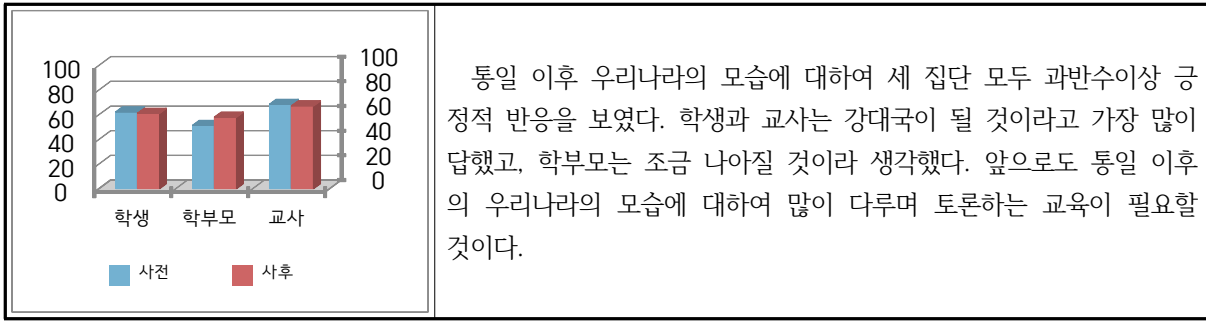 100
80
60
40
20
0
100
80
60
40
20
0
학생 학부모 교사
사전 사후
통일 이후 우리나라의 모습에 대하여 세 집단 모두 과반수이상 긍
정적 반응을 보였다. 학생과 교사는 강대국이 될 것이라고 가장 많이
답했고, 학부모는 조금 나아질 것이라 생각했다. 앞으로도 통일 이후
의 우리나라의 모습에 대하여 많이 다루며 토론하는 교육이 필요할
것이다.